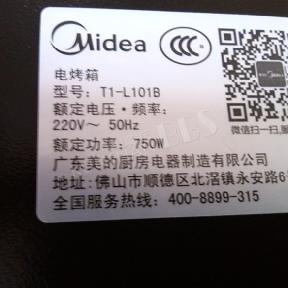 Midea
电烤箱
型号：T1-L101B
额定电压·频率：
220V～ 50Hz
额定功率：750W
广东美的厨房电器制造有限公司
地址:佛山市顺德区北滘镇永安路6
全国服务热线：400-8899-315
微信扫一扫,服